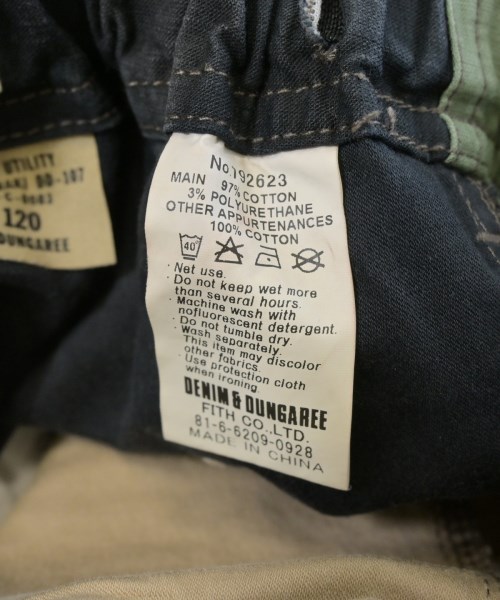 UTILITY
120
DUNGAREE
No.192623
MAIN 97% COTTON
3% POLYURETHANE
OTHER APPURTENANCES
100% COTTON
40
· Net use.
· Do not keep wet more
than several hours.
· Machine wash with
nofluorescent detergent.
· Do not tumble dry.
· Wash separately.
This item may discolor
other fabrics.
· Use protection cloth
when ironing.
DENIM & DUNGAREE
FITH CO.,LTD.
81-6-6209-0928
MADE IN CHINA